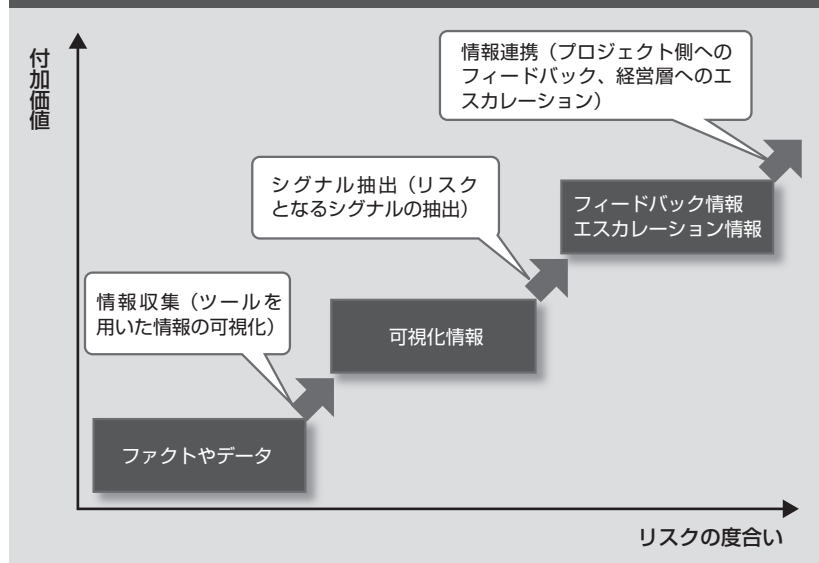 付加価値
情報連携（プロジェクト側への
フィードバック、経営層へのエ
スカレーション）
シグナル抽出（リスク
となるシグナルの抽出）
フィードバック情報
エスカレーション情報
情報収集（ツールを
用いた情報の可視化）
可視化情報
ファクトやデータ
リスクの度合い